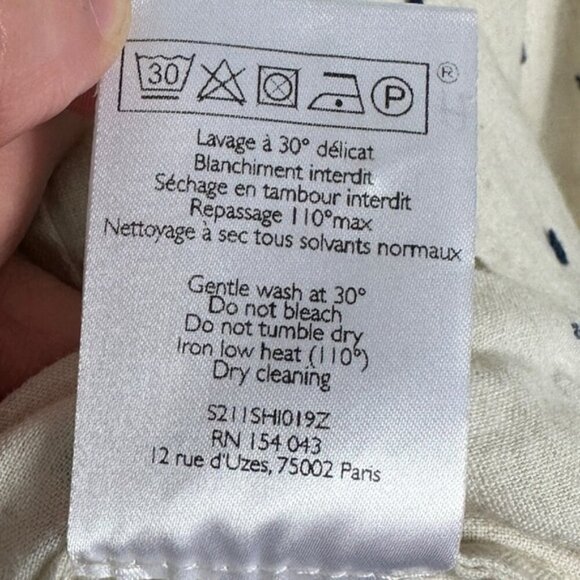 30 P ®
Lavage à 30° délicat
Blanchiment interdit
Séchage en tambour interdit
Repassage 110°max
Nettoyage à sec tous solvants normaux
Gentle wash at 30°
Do not bleach
Do not tumble dry
Iron low heat (110°)
Dry cleaning
S211SHI019Z
RN 154 043
12 rue d'Uzes, 75002 Paris